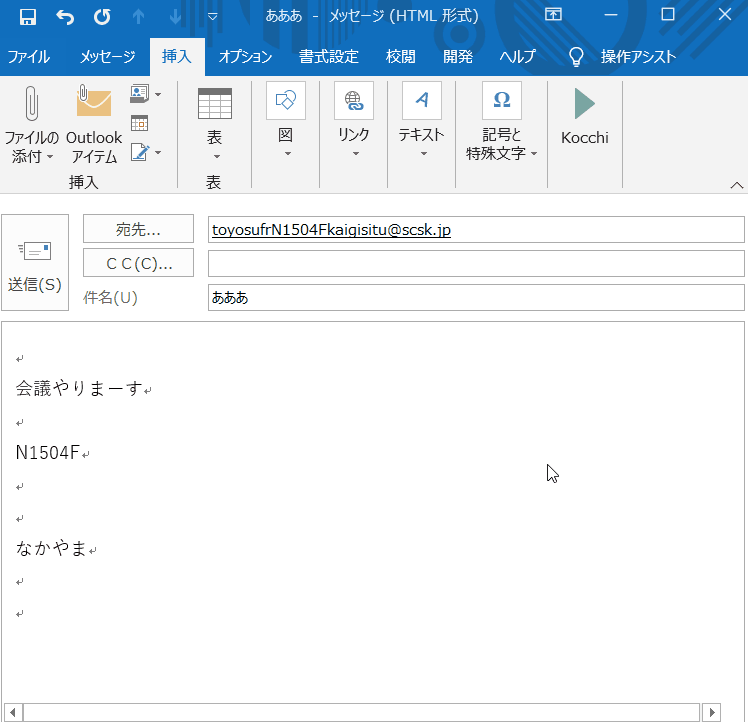 あああ - メッセージ (HTML 形式)
ファイル メッセージ 挿入 オプション 書式設定 校閲 開発 ヘルプ 操作アシスト
ファイルの添付
Outlook アイテム
挿入
表
表
図
リンク
テキスト
記号と特殊文字
Kocchi
送信(S)
宛先... toyosufrN1504Fkaigisitu@scsk.jp
ＣＣ(C)...
件名(U) あああ
会議やりまーす
N1504F
なかやま